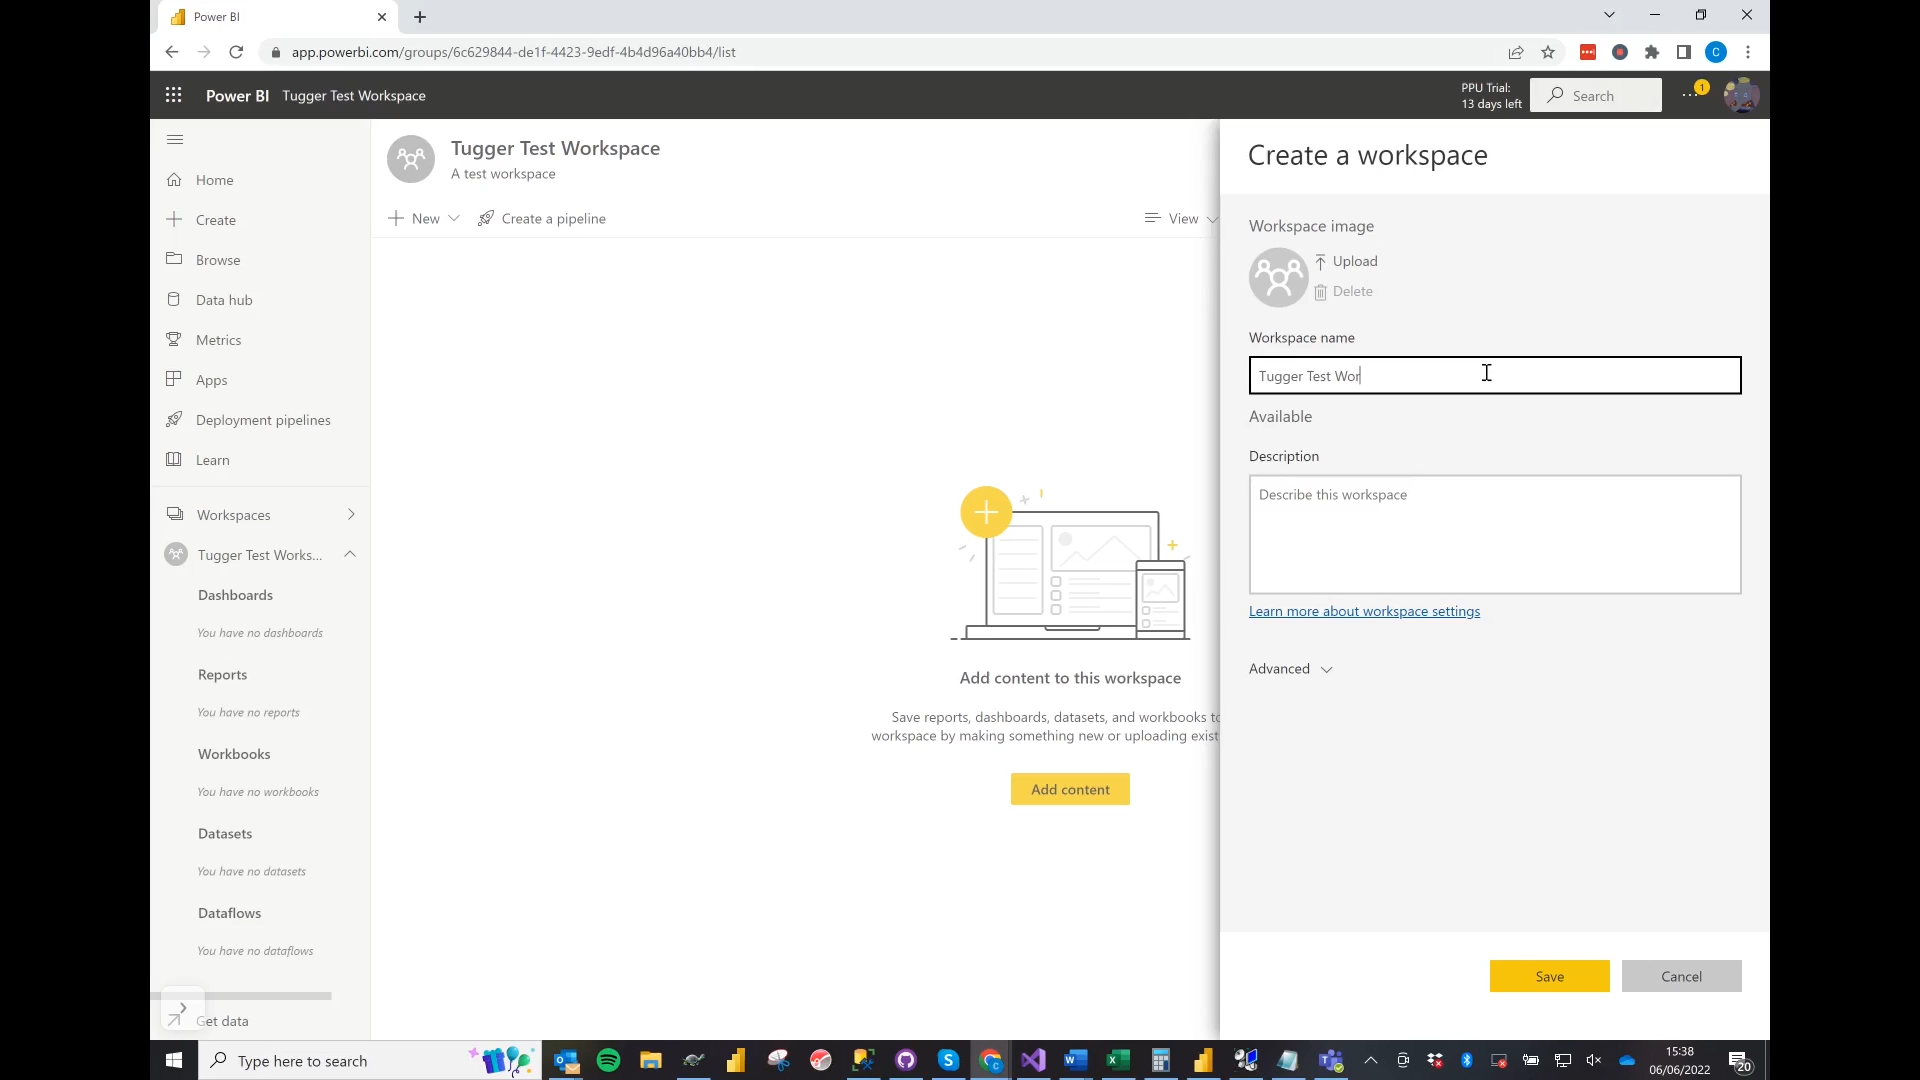 Power BI
app.powerbi.com/groups/6c629844-de1f-4423-9edf-4b4d96a40bb4/list
C
Power BI Tugger Test Workspace
PPU Trial:
13 days left
Search
1
Home
Create
Browse
Data hub
Metrics
Apps
Deployment pipelines
Learn
Workspaces
Tugger Test Works...
Dashboards
You have no dashboards
Reports
You have no reports
Workbooks
You have no workbooks
Datasets
You have no datasets
Dataflows
You have no dataflows
Get data
Tugger Test Workspace
A test workspace
New
Create a pipeline
View
Add content to this workspace
Save reports, dashboards, datasets, and workbooks to
workspace by making something new or uploading exist
Add content
Create a workspace
Workspace image
Upload
Delete
Workspace name
Tugger Test Wor
Available
Description
Describe this workspace
Learn more about workspace settings
Advanced
Save
Cancel
Type here to search
15:38
06/06/2022
20